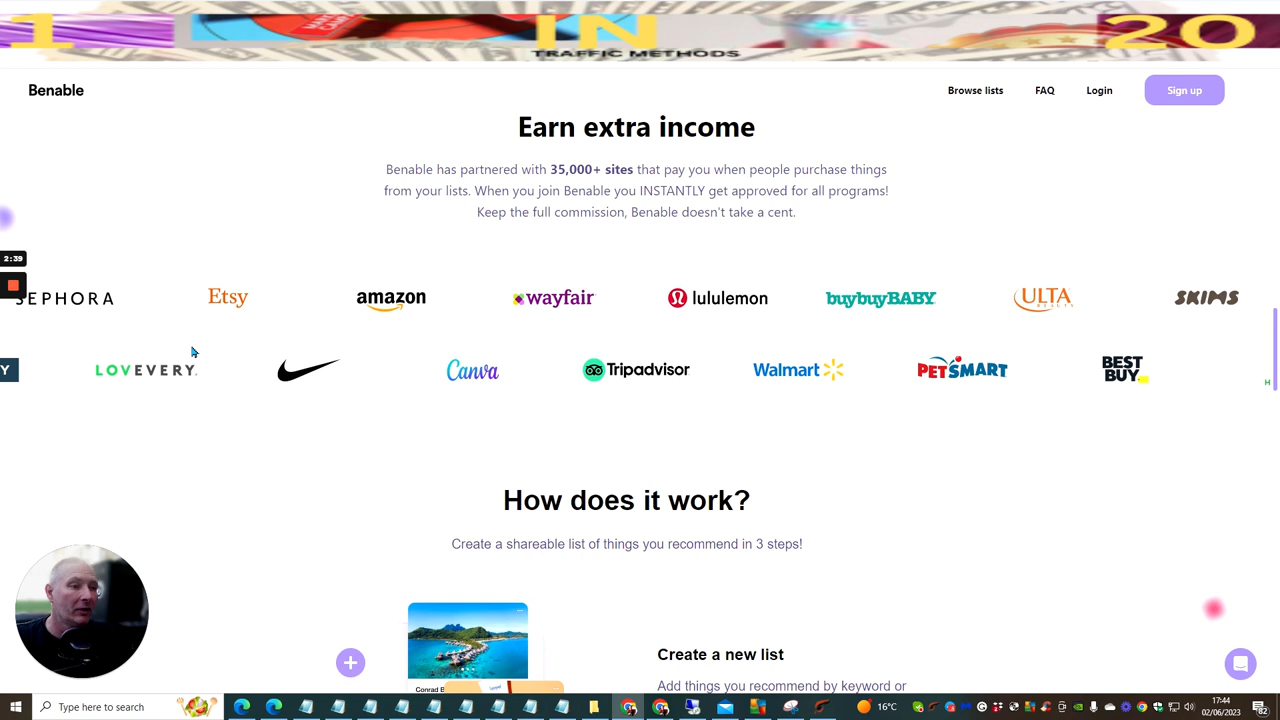 1 IN 20
TRAFFIC METHODS
Benable
Browse lists
FAQ
Login
Sign up
Earn extra income
Benable has partnered with 35,000+ sites that pay you when people purchase things
from your lists. When you join Benable you INSTANTLY get approved for all programs!
Keep the full commission, Benable doesn't take a cent.
2:39
SEPHORA
Etsy
amazon
wayfair
lululemon
buybuyBABY
ULTA
BEAUTY
SKIMS
Y
LOVEVERY.
Canva
Tripadvisor
Walmart
PETSMART
BEST
BUY
H
How does it work?
Create a shareable list of things you recommend in 3 steps!
Create a new list
Conrad B
Add things you recommend by keyword or
Type here to search
16°C
17:44
02/06/2023
62